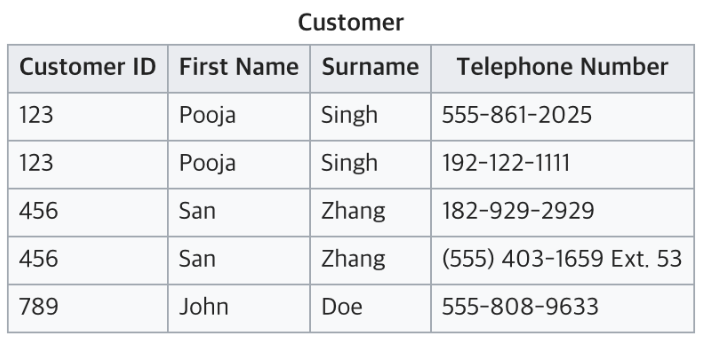 Customer
Customer ID First Name Surname Telephone Number
123 Pooja Singh 555-861-2025
123 Pooja Singh 192-122-1111
456 San Zhang 182-929-2929
456 San Zhang (555) 403-1659 Ext. 53
789 John Doe 555-808-9633